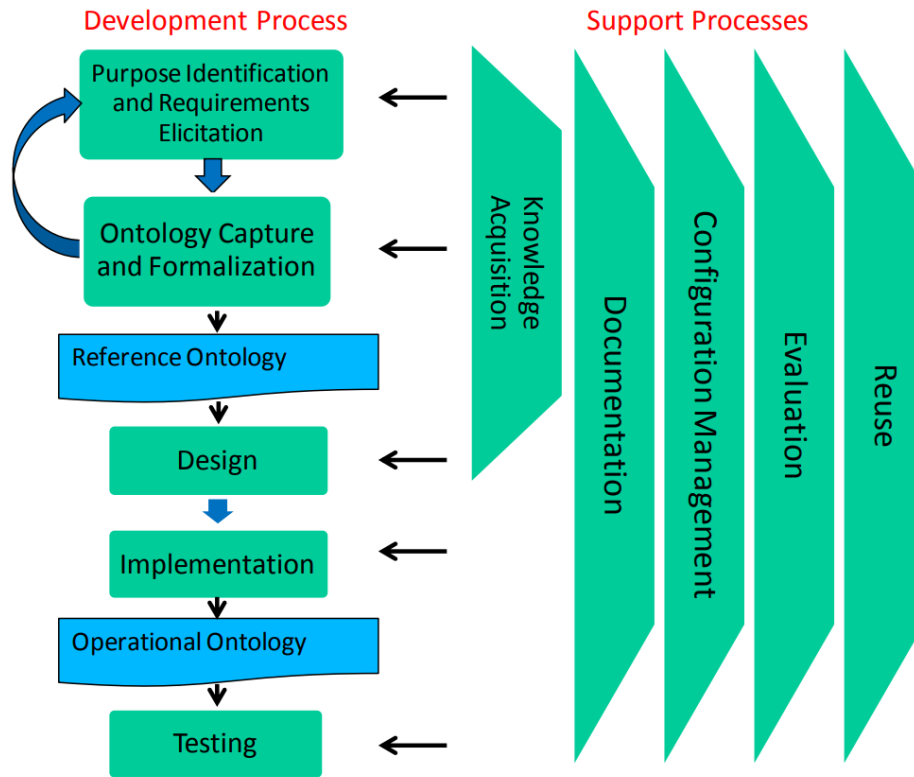 Development Process
Support Processes
Purpose Identification
and Requirements
Elicitation
Ontology Capture
and Formalization
Reference Ontology
Design
Implementation
Operational Ontology
Testing
Knowledge
Acquisition
Documentation
Configuration Management
Evaluation
Reuse